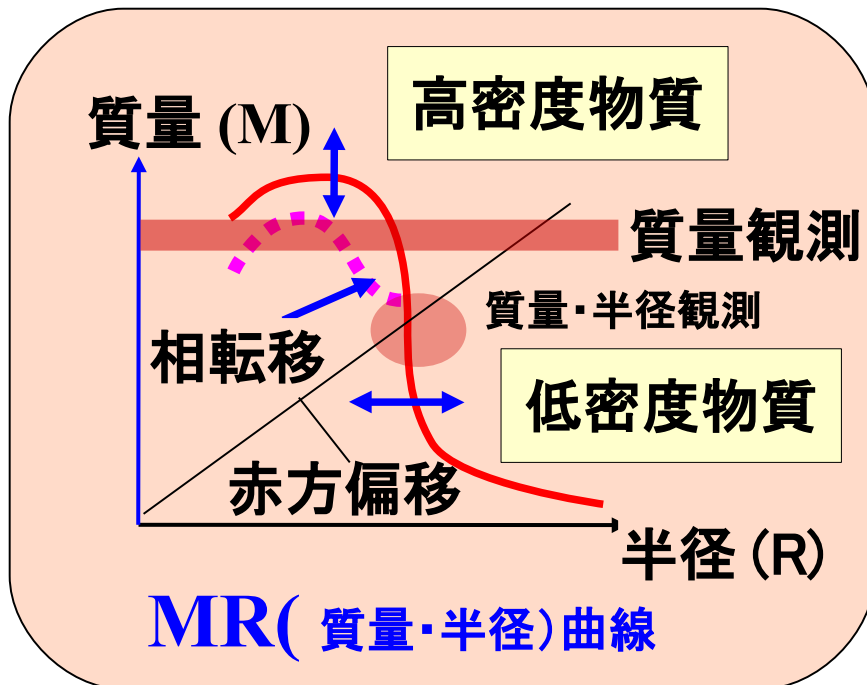 高密度物質
質量 (M)
質量観測
質量・半径観測
相転移
低密度物質
赤方偏移
半径 (R)
MR( 質量・半径) 曲線